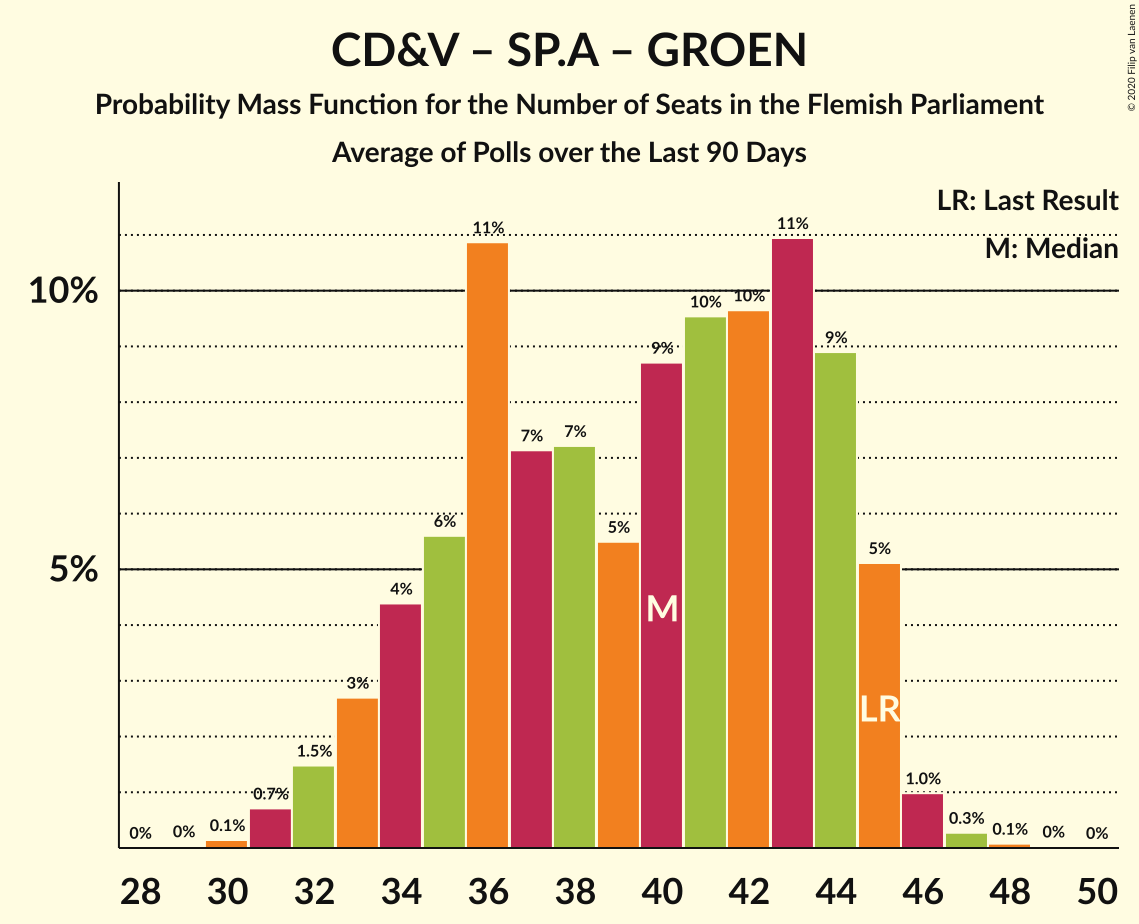 CD&V – SP.A – GROEN
Probability Mass Function for the Number of Seats in the Flemish Parliament
Average of Polls over the Last 90 Days
© 2020 Filip van Laenen
LR: Last Result
M: Median
10%
5%
0%
0%
0.1%
0.7%
1.5%
3%
4%
6%
11%
7%
7%
5%
9%
10%
10%
11%
9%
5%
1.0%
0.3%
0.1%
0%
0%
M
LR
28 30 32 34 36 38 40 42 44 46 48 50